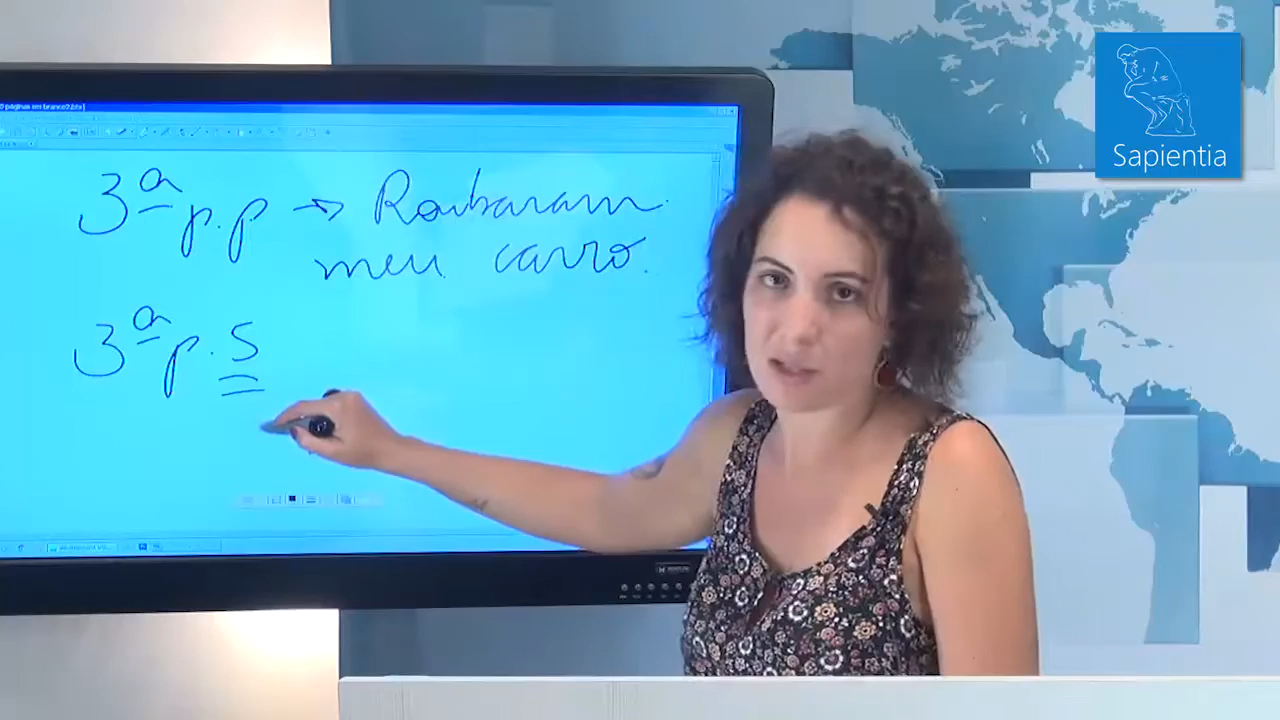 Sapientia
3ª p.p → Roubaram
meu carro.
3ª p.s